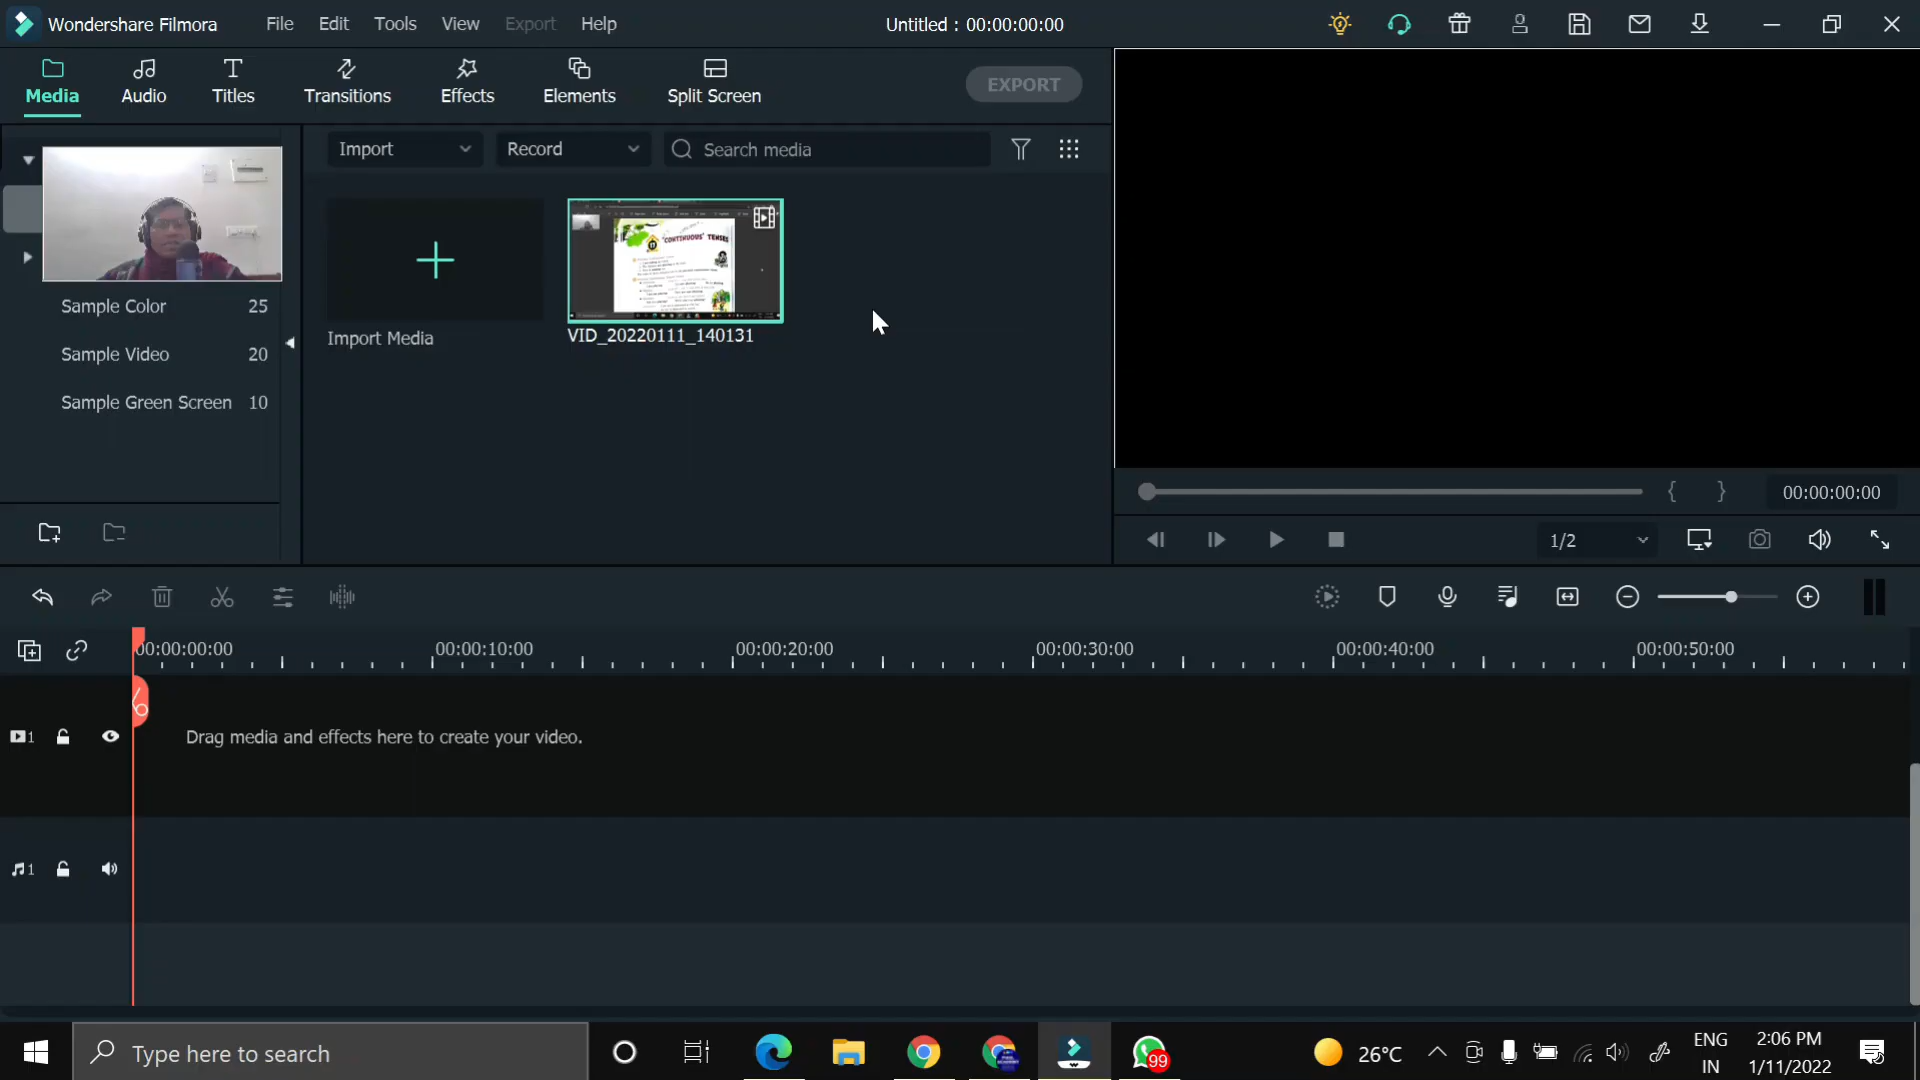 Wondershare Filmora
File Edit Tools View Export Help
Untitled : 00:00:00:00
Media Audio Titles Transitions Effects Elements Split Screen
EXPORT
Import Record Search media
Sample Color 25
Sample Video 20
Sample Green Screen 10
'CONTINUOUS' TENSES
Import Media
VID_20220111_140131
00:00:00:00
1/2
00:00:00:00 00:00:10:00 00:00:20:00 00:00:30:00 00:00:40:00 00:00:50:00
1
Drag media and effects here to create your video.
1
Type here to search
99
26°C
ENG
IN
2:06 PM
1/11/2022